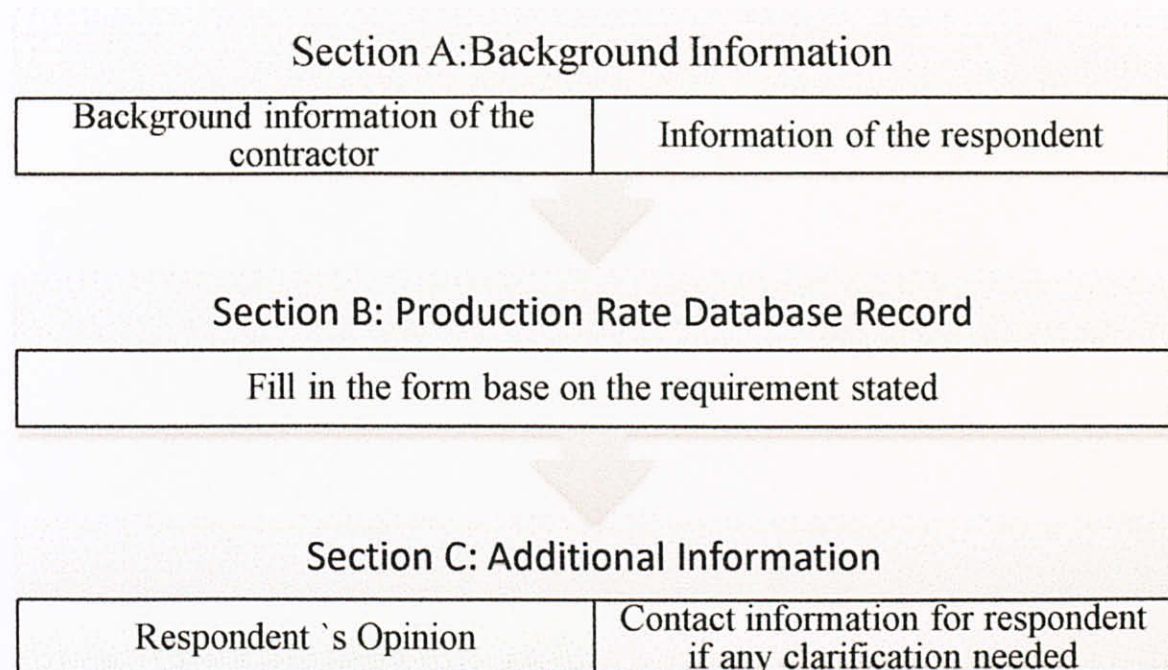 Section A:Background Information
Background information of the
contractor
Information of the respondent
Section B: Production Rate Database Record
Fill in the form base on the requirement stated
Section C: Additional Information
Respondent `s Opinion
Contact information for respondent
if any clarification needed